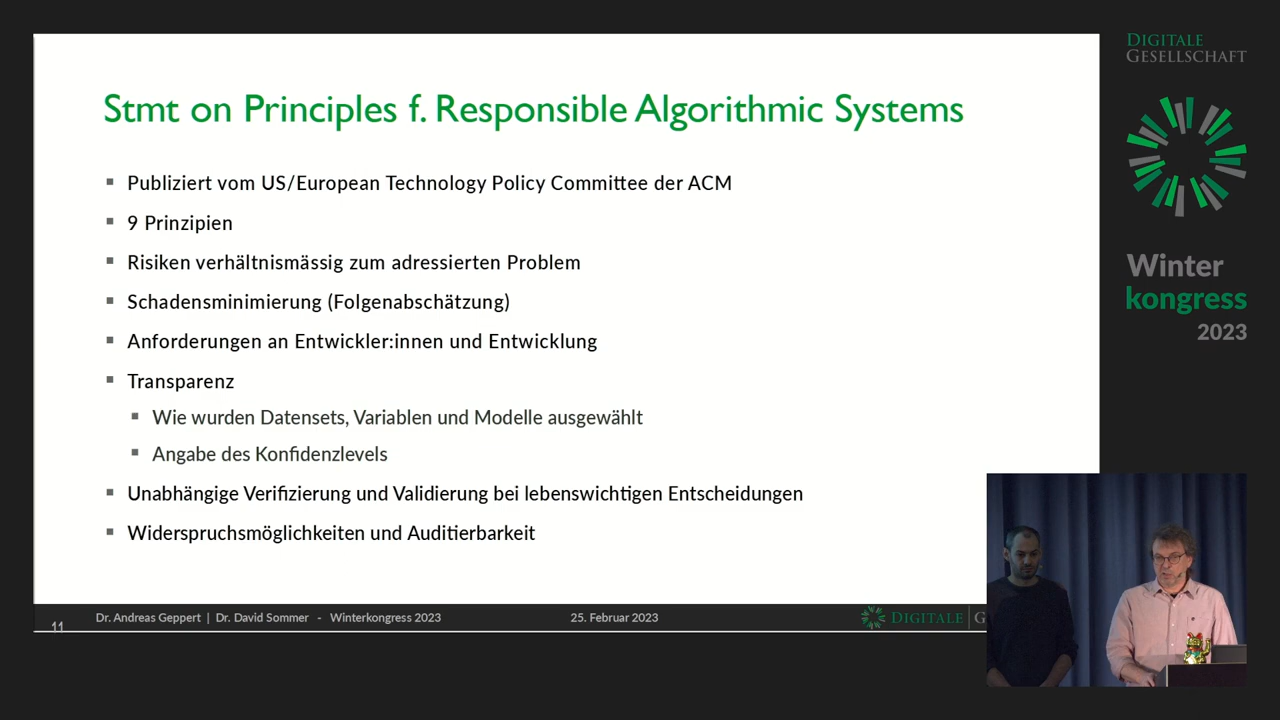 Stmt on Principles f. Responsible Algorithmic Systems
Publiziert vom US/European Technology Policy Committee der ACM
9 Prinzipien
Risiken verhältnismässig zum adressierten Problem
Schadensminimierung (Folgenabschätzung)
Anforderungen an Entwickler:innen und Entwicklung
Transparenz
Wie wurden Datensets, Variablen und Modelle ausgewählt
Angabe des Konfidenzlevels
Unabhängige Verifizierung und Validierung bei lebenswichtigen Entscheidungen
Widerspruchsmöglichkeiten und Auditierbarkeit
11 Dr. Andreas Geppert | Dr. David Sommer - Winterkongress 2023 25. Februar 2023 DIGITALE G
DIGITALE
GESELLSCHAFT
Winter
kongress
2023